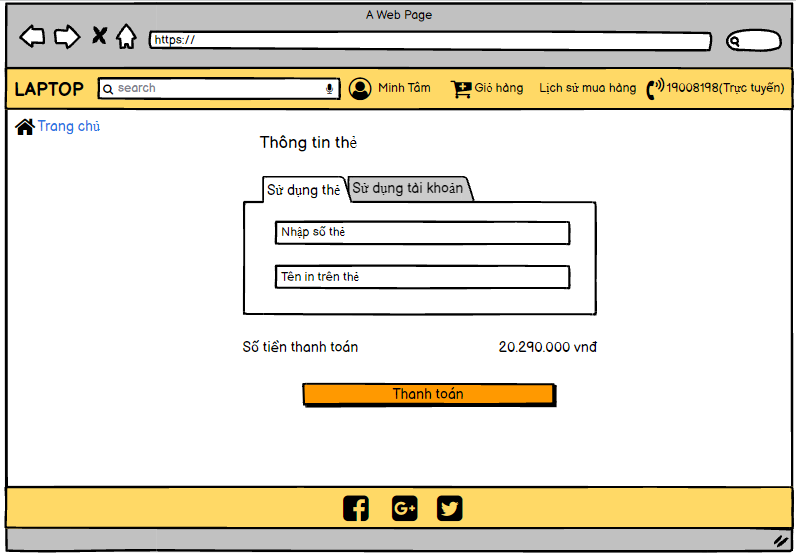 A Web Page
https://
LAPTOP search Minh Tâm Giỏ hàng Lịch sử mua hàng 19008198(Trực tuyến)
Trang chủ
Thông tin thẻ
Sử dụng thẻ Sử dụng tài khoản
Nhập số thẻ
Tên in trên thẻ
Số tiền thanh toán 20.290.000 vnđ
Thanh toán